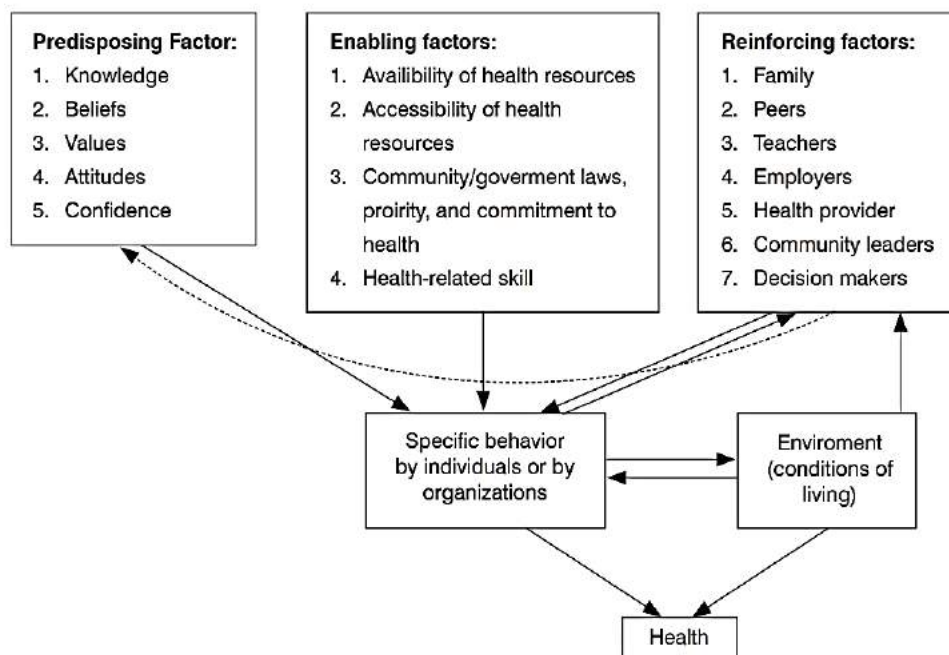 Predisposing Factor:
1. Knowledge
2. Beliefs
3. Values
4. Attitudes
5. Confidence
Enabling factors:
1. Availibility of health resources
2. Accessibility of health
resources
3. Community/goverment laws,
proirity, and commitment to
health
4. Health-related skill
Reinforcing factors:
1. Family
2. Peers
3. Teachers
4. Employers
5. Health provider
6. Community leaders
7. Decision makers
Specific behavior
by individuals or by
organizations
Enviroment
(conditions of
living)
Health